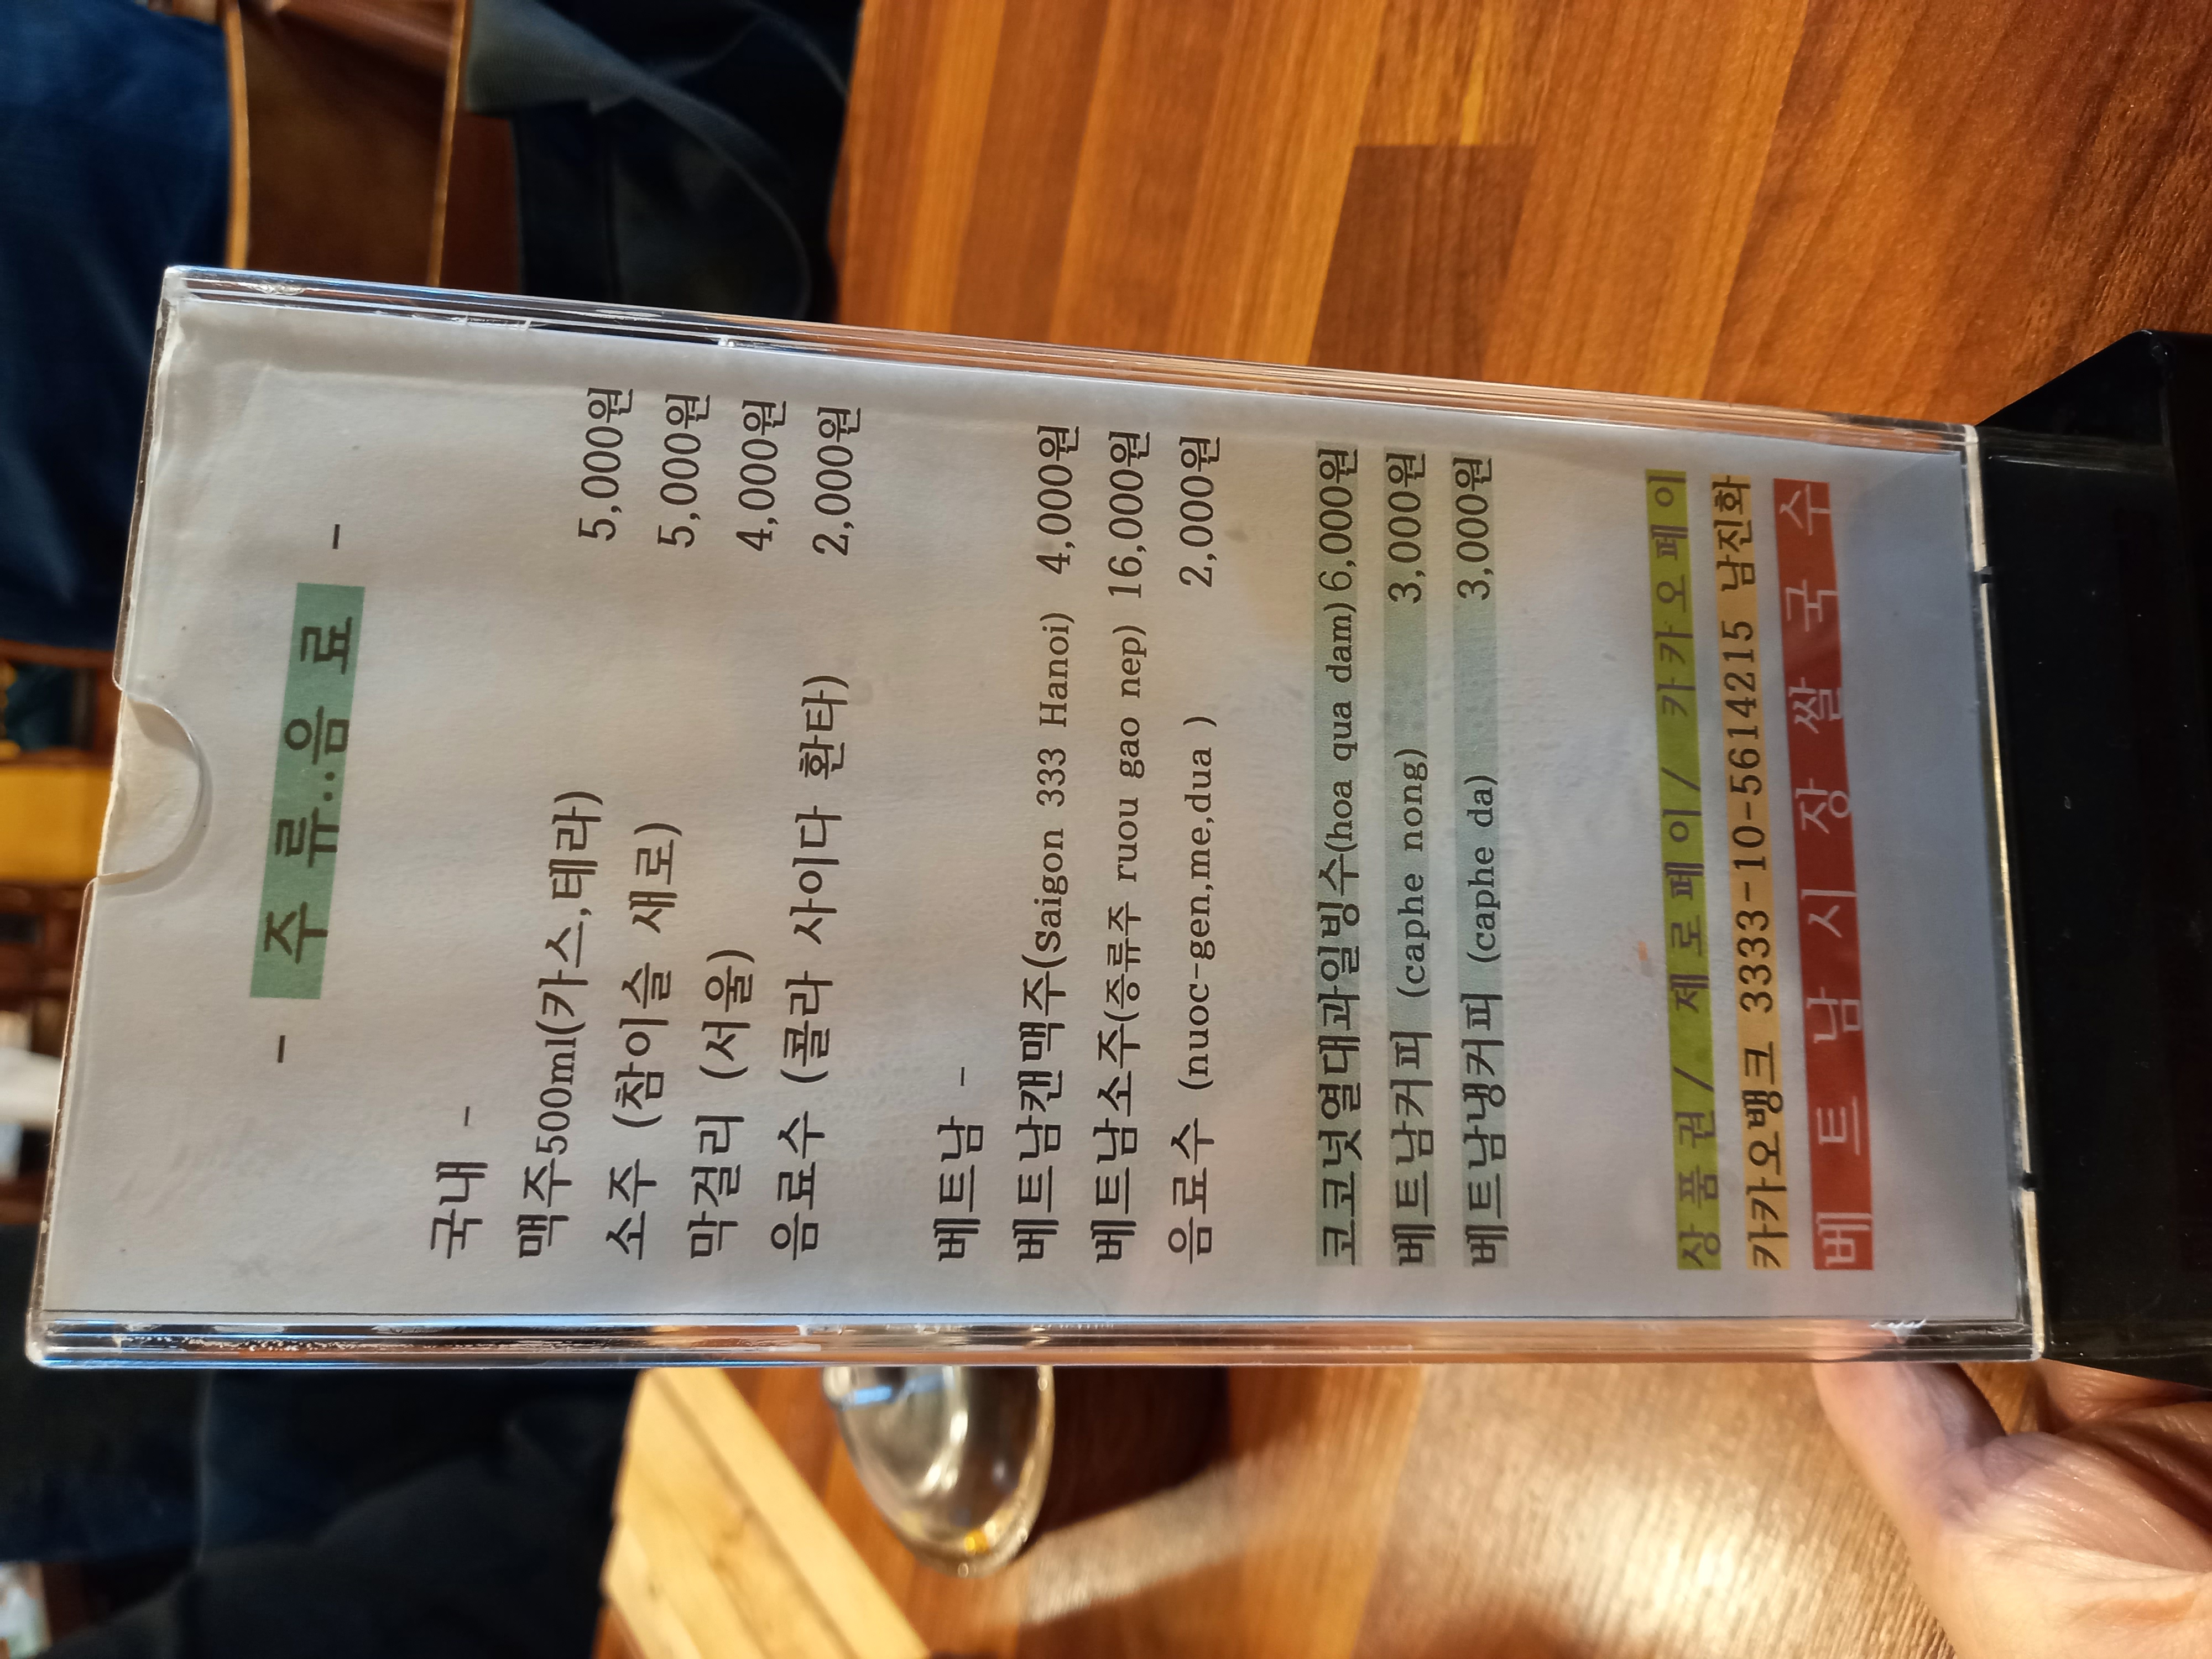 - 주 류..음 료 -
국내 -
맥주500ml(카스,테라) 5,000원
소주 (참이슬 새로) 5,000원
막걸리 (서울) 4,000원
음료수 (콜라 사이다 환타) 2,000원
베트남 -
베트남캔맥주(Saigon 333 Hanoi) 4,000원
베트남소주(증류주 ruou gao nep) 16,000원
음료수 (nuoc-gen,me,dua ) 2,000원
코코넛열대과일빙수(hoa qua dam) 6,000원
베트남커피 (caphe nong) 3,000원
베트남냉커피 (caphe da) 3,000원
상 품 권 / 제 로 페 이 / 카 카 오 페 이
카카오뱅크 3333-10-5614215 남진화
베 트 남 시 장 쌀 국 수